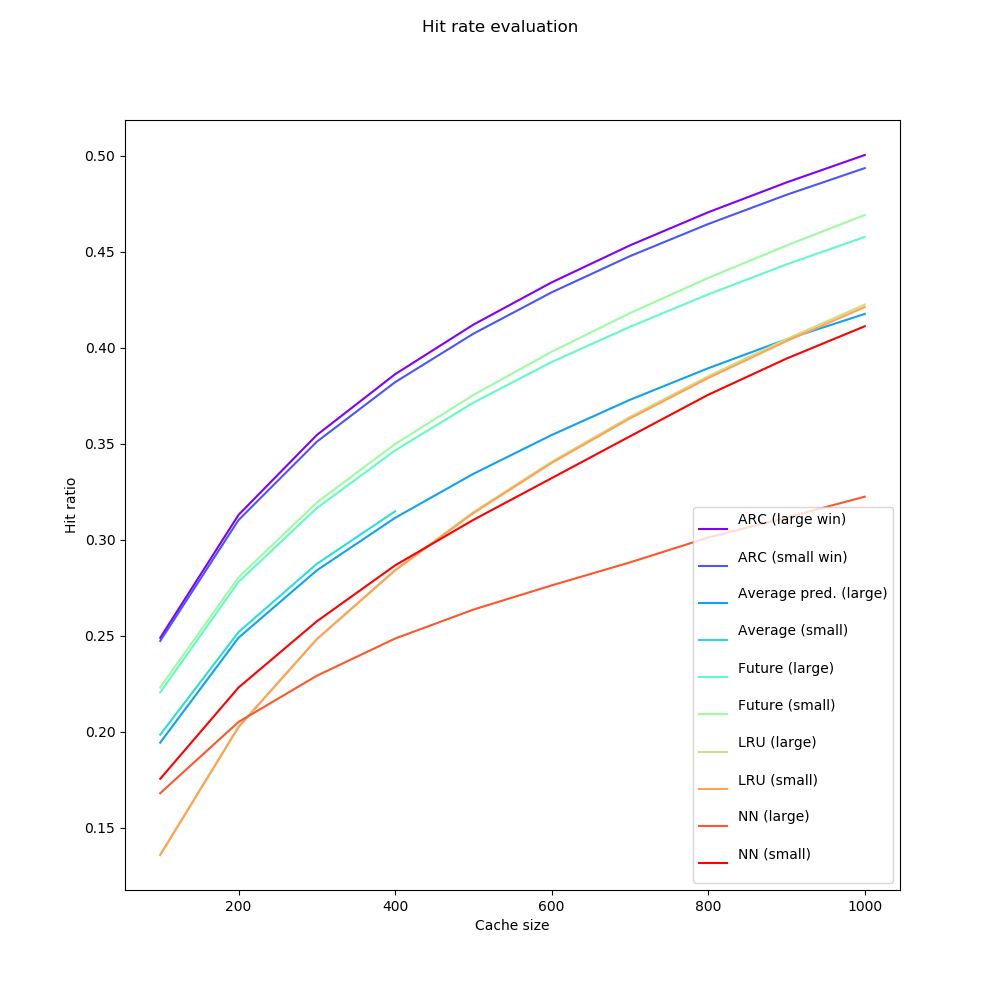 Hit rate evaluation
0.50
0.45
0.40
0.35
0.30
0.25
0.20
0.15
Hit ratio
ARC (large win)
ARC (small win)
Average pred. (large)
Average (small)
Future (large)
Future (small)
LRU (large)
LRU (small)
NN (large)
NN (small)
200 400 600 800 1000
Cache size